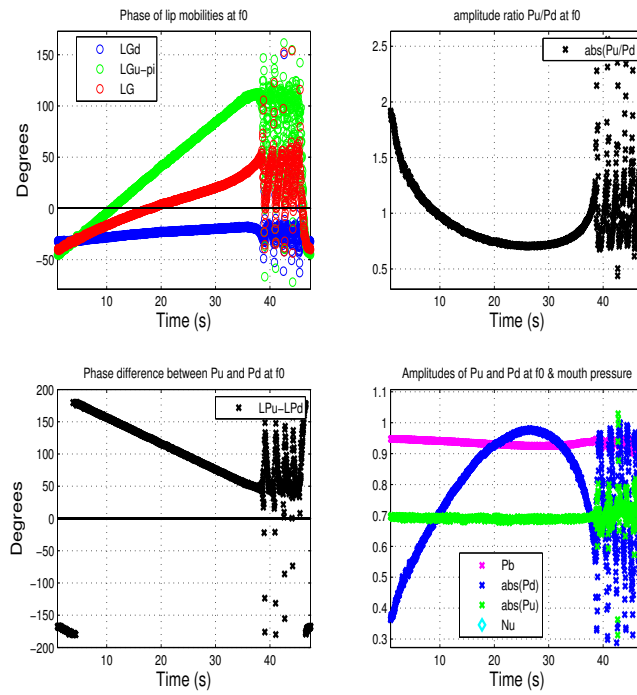 Phase of lip mobilities at f0
150
100
50
0
−50
Degrees
10 20 30 40
Time (s)
LGd
LGu−pi
LG
amplitude ratio Pu/Pd at f0
2.5
2
1.5
1
0.5
10 20 30 40
Time (s)
abs(Pu/Pd
Phase difference between Pu and Pd at f0
200
150
100
50
0
−50
−100
−150
−200
Degrees
10 20 30 40
Time (s)
LPu−LPd
Amplitudes of Pu and Pd at f0 & mouth pressure
1.1
1
0.9
0.8
0.7
0.6
0.5
0.4
0.3
10 20 30 40
Time (s)
Pb
abs(Pd)
abs(Pu)
Nu